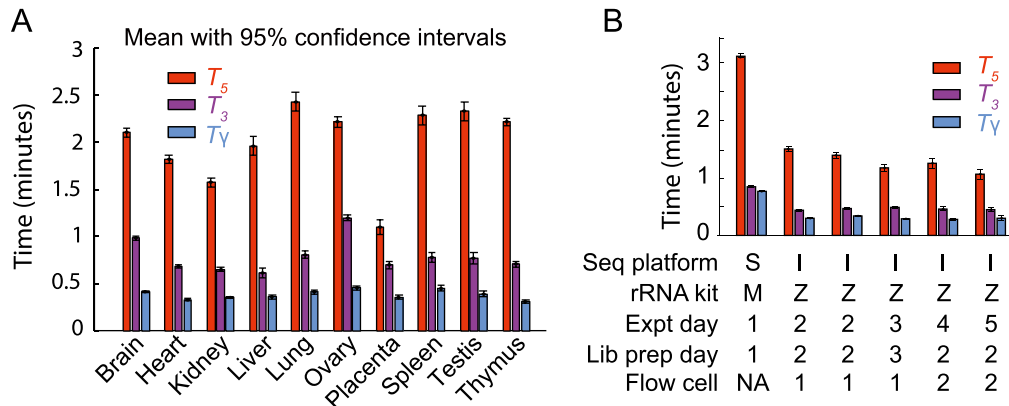 A
Mean with 95% confidence intervals
T5
T3
Tγ
Time (minutes)
3
2.5
2
1.5
1
0.5
0
Brain
Heart
Kidney
Liver
Lung
Ovary
Placenta
Spleen
Testis
Thymus
B
T5
T3
Tγ
Time (minutes)
3
2
1
0
Seq platform S I I I I I
rRNA kit M Z Z Z Z Z
Expt day 1 2 2 3 4 5
Lib prep day 1 2 2 3 2 2
Flow cell NA 1 1 1 2 2